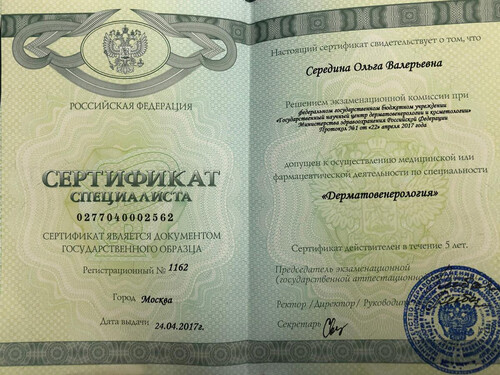 РОССИЙСКАЯ ФЕДЕРАЦИЯ
СЕРТИФИКАТ
СПЕЦИАЛИСТА
0277040002562
СЕРТИФИКАТ ЯВЛЯЕТСЯ ДОКУМЕНТОМ
ГОСУДАРСТВЕННОГО ОБРАЗЦА
Регистрационный № 1162
Город Москва
Дата выдачи 24.04.2017г.
Настоящий сертификат свидетельствует о том, что
Середина Ольга Валерьевна
Решением экзаменационной комиссии при
федеральном государственном бюджетном учреждении
«Государственный научный центр дерматовенерологии и косметологии»
Министерства здравоохранения Российской Федерации
Протокол №1 от «22» апреля 2017 года
допущен к осуществлению медицинской или
фармацевтической деятельности по специальности
«Дерматовенерология»
Сертификат действителен в течение 5 лет.
Председатель экзаменационной
(государственной аттестационной
Ректор /Директор/ Руководи
Секретарь